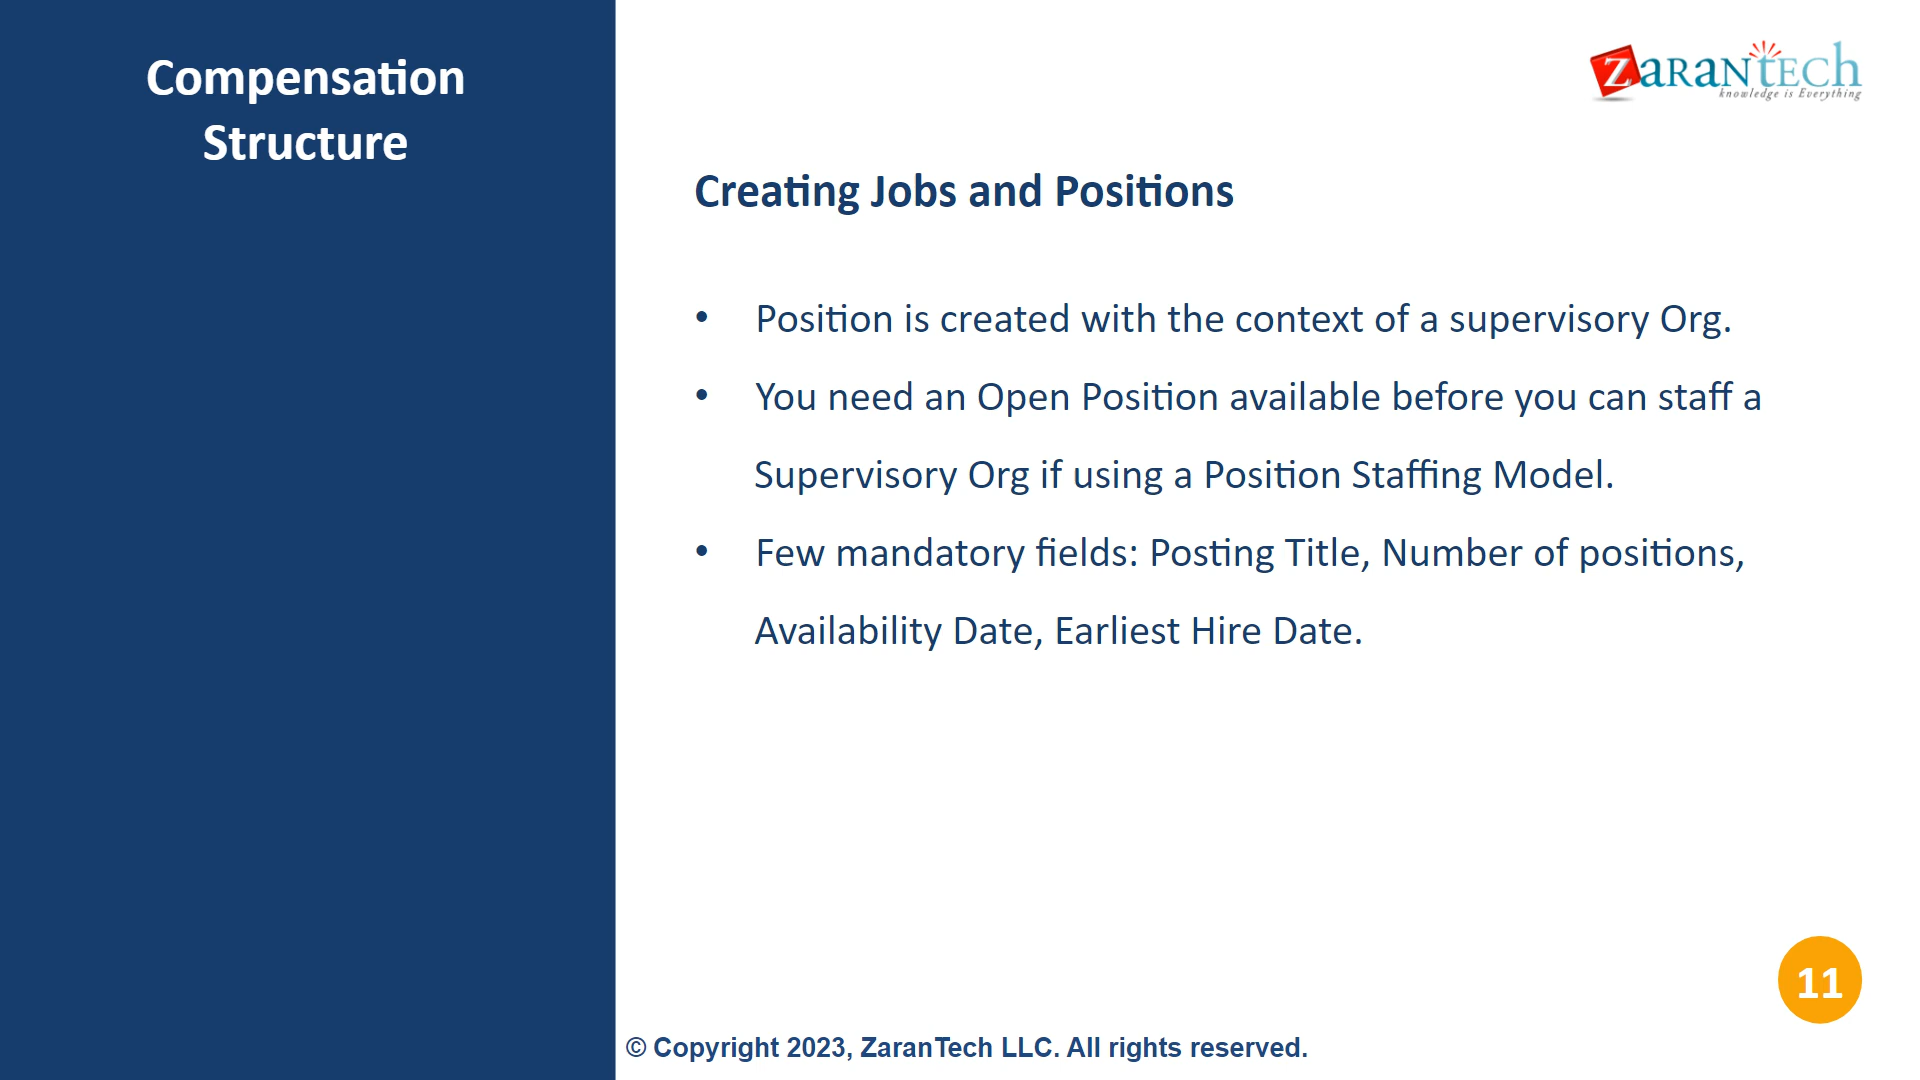 Compensation
Structure
ZaranTech
knowledge is Everything
Creating Jobs and Positions
• Position is created with the context of a supervisory Org.
• You need an Open Position available before you can staff a
Supervisory Org if using a Position Staffing Model.
• Few mandatory fields: Posting Title, Number of positions,
Availability Date, Earliest Hire Date.
11
© Copyright 2023, ZaranTech LLC. All rights reserved.